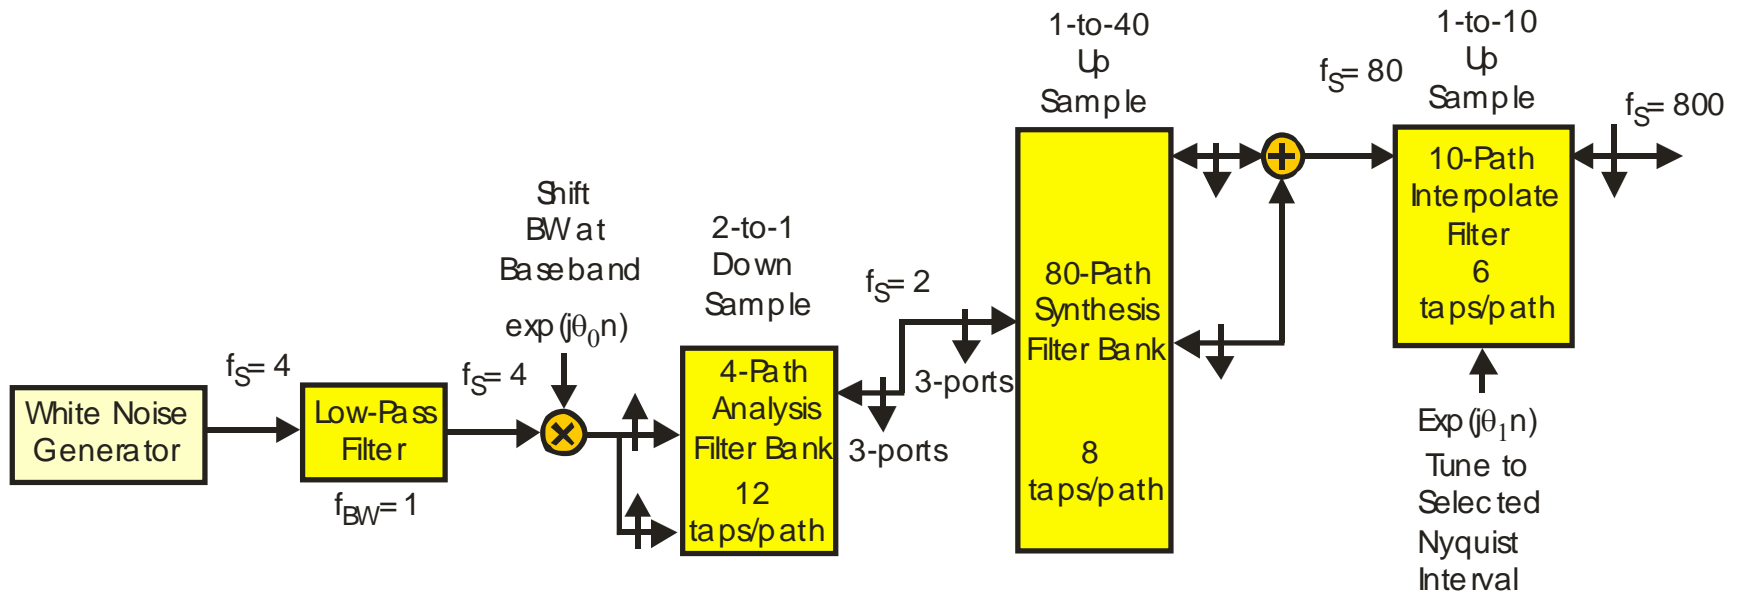 White Noise
Generator
fS= 4
Low-Pass
Filter
fBW= 1
fS= 4
Shift
BW at
Baseband
exp(jθ0n)
2-to-1
Down
Sample
4-Path
Analysis
Filter Bank
12
taps/path
3-ports
fS= 2
3-ports
1-to-40
Up
Sample
80-Path
Synthesis
Filter Bank
8
taps/path
fS= 80
1-to-10
Up
Sample
10-Path
Interpolate
Filter
6
taps/path
fS= 800
Exp(jθ1n)
Tune to
Selected
Nyquist
Interval